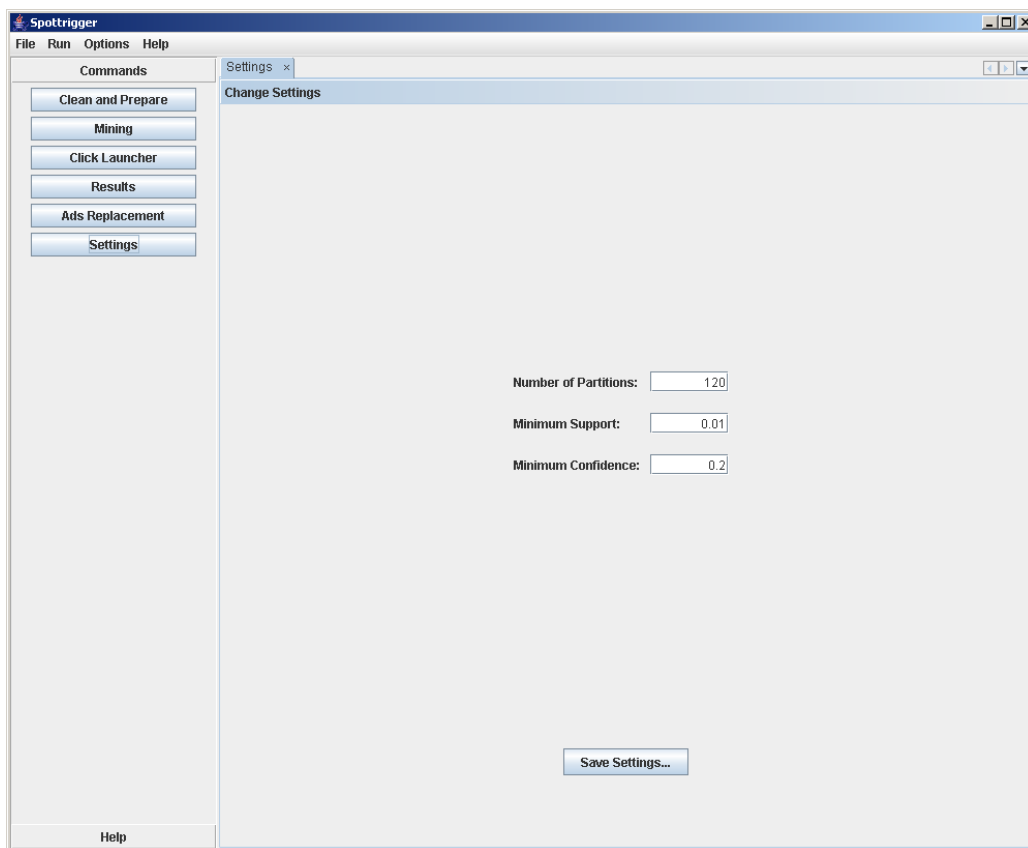 Spottrigger
File Run Options Help
Commands
Clean and Prepare
Mining
Click Launcher
Results
Ads Replacement
Settings
Help
Settings ×
Change Settings
Number of Partitions: 120
Minimum Support: 0.01
Minimum Confidence: 0.2
Save Settings...